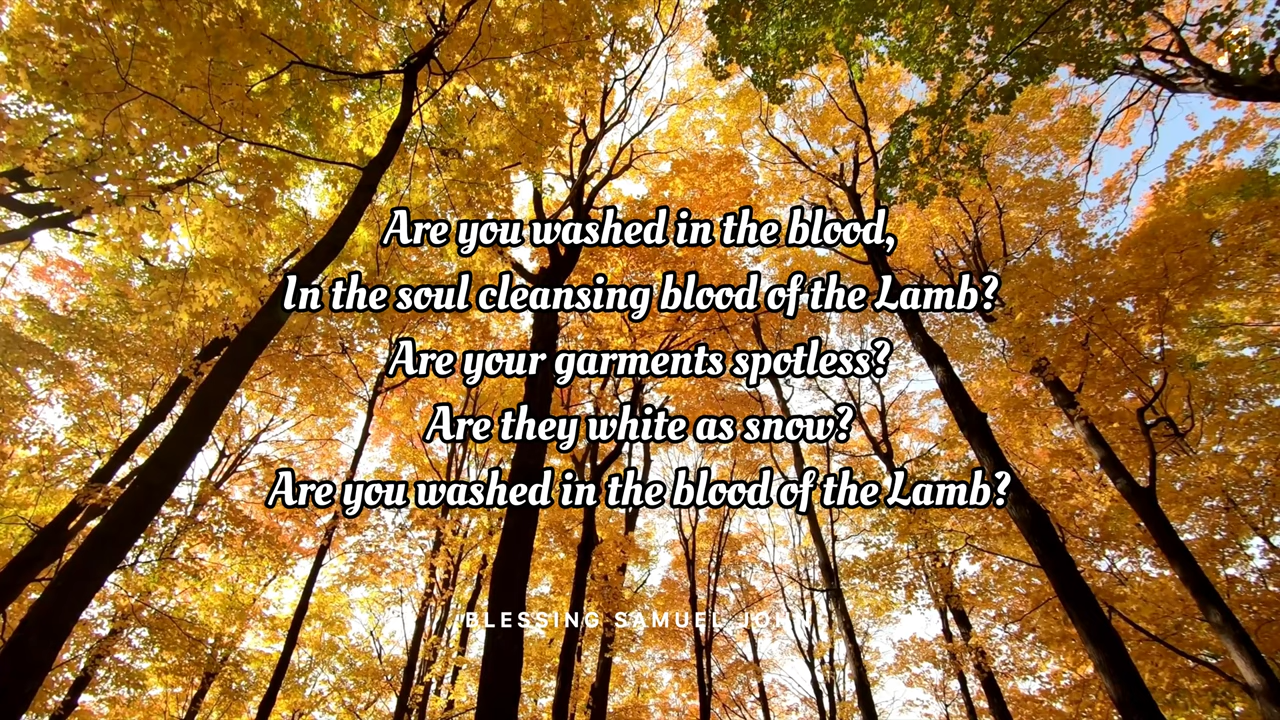 Are you washed in the blood,
In the soul cleansing blood of the Lamb?
Are your garments spotless?
Are they white as snow?
Are you washed in the blood of the Lamb?
BLESSING SAMUEL JOHN